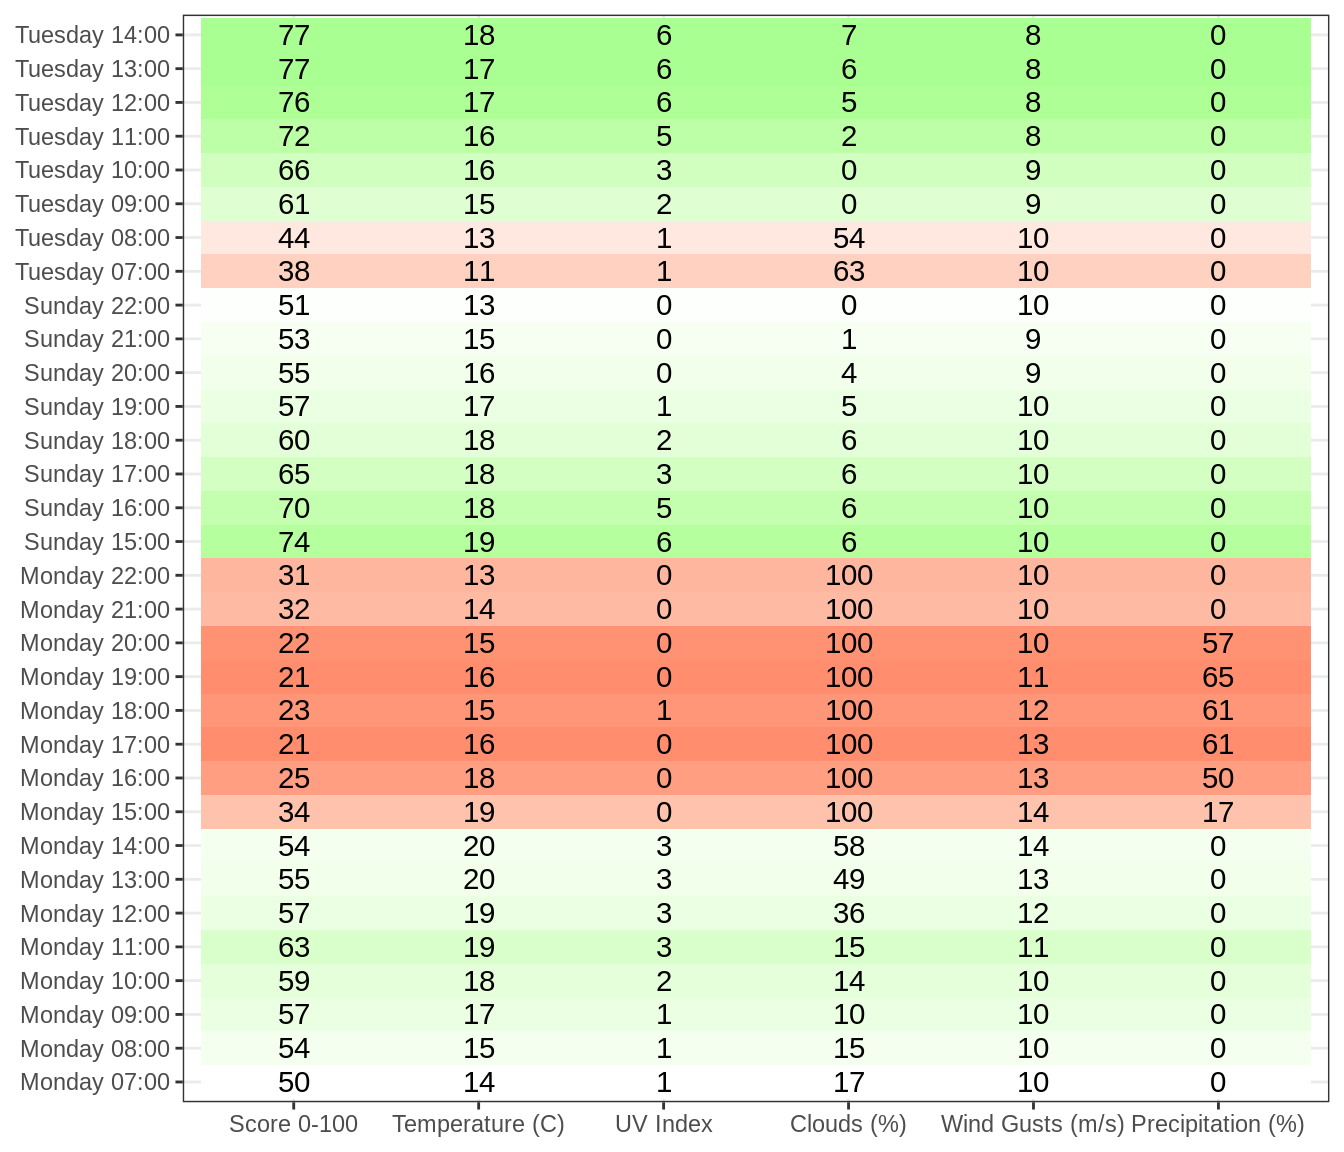 Tuesday 14:00 77 18 6 7 8 0
Tuesday 13:00 77 17 6 6 8 0
Tuesday 12:00 76 17 6 5 8 0
Tuesday 11:00 72 16 5 2 8 0
Tuesday 10:00 66 16 3 0 9 0
Tuesday 09:00 61 15 2 0 9 0
Tuesday 08:00 44 13 1 54 10 0
Tuesday 07:00 38 11 1 63 10 0
Sunday 22:00 51 13 0 0 10 0
Sunday 21:00 53 15 0 1 9 0
Sunday 20:00 55 16 0 4 9 0
Sunday 19:00 57 17 1 5 10 0
Sunday 18:00 60 18 2 6 10 0
Sunday 17:00 65 18 3 6 10 0
Sunday 16:00 70 18 5 6 10 0
Sunday 15:00 74 19 6 6 10 0
Monday 22:00 31 13 0 100 10 0
Monday 21:00 32 14 0 100 10 0
Monday 20:00 22 15 0 100 10 57
Monday 19:00 21 16 0 100 11 65
Monday 18:00 23 15 1 100 12 61
Monday 17:00 21 16 0 100 13 61
Monday 16:00 25 18 0 100 13 50
Monday 15:00 34 19 0 100 14 17
Monday 14:00 54 20 3 58 14 0
Monday 13:00 55 20 3 49 13 0
Monday 12:00 57 19 3 36 12 0
Monday 11:00 63 19 3 15 11 0
Monday 10:00 59 18 2 14 10 0
Monday 09:00 57 17 1 10 10 0
Monday 08:00 54 15 1 15 10 0
Monday 07:00 50 14 1 17 10 0
Score 0-100 Temperature (C) UV Index Clouds (%) Wind Gusts (m/s) Precipitation (%)